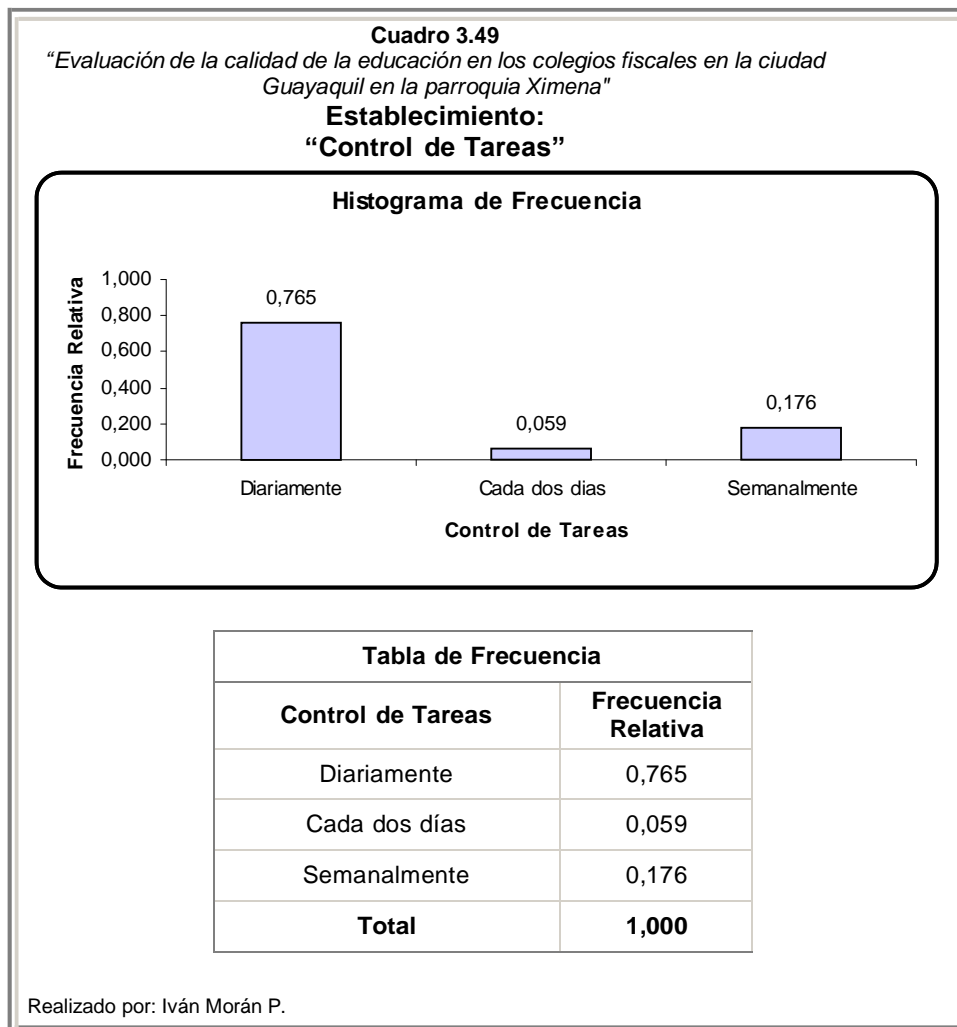 Cuadro 3.49
“Evaluación de la calidad de la educación en los colegios fiscales en la ciudad
Guayaquil en la parroquia Ximena"
Establecimiento:
“Control de Tareas”
Histograma de Frecuencia
Frecuencia Relativa
1,000
0,800
0,600
0,400
0,200
0,000
0,765
0,059
0,176
Diariamente
Cada dos dias
Semanalmente
Control de Tareas
Tabla de Frecuencia
Control de Tareas
Frecuencia
Relativa
Diariamente 0,765
Cada dos días 0,059
Semanalmente 0,176
Total 1,000
Realizado por: Iván Morán P.